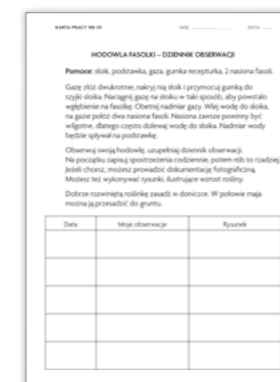 KARTA PRACY NR 39 IMIĘ DATA
HODOWLA FASOLKI – DZIENNIK OBSERWACJI
Pomoce: słoik, podstawka, gaza, gumka recepturka, 2 nasiona fasoli.
Gazę złóż dwukrotnie, nakryj nią słoik i przymocuj gumką do
szyjki słoika. Naciągnij gazę na słoiku w taki sposób, aby powstało
wgłębienie na fasolkę. Obetnij nadmiar gazy. Wlej wodę do słoika,
na gazie połóż dwa nasiona fasoli. Nasiona zawsze powinny być
wilgotne, dlatego często dolewaj wodę do słoika. Nadmiar wody
będzie spływał na podstawkę.
Obserwuj swoją hodowlę, uzupełniaj dziennik obserwacji.
Na początku zapisuj spostrzeżenia codziennie, potem rób to rzadziej.
Jeżeli chcesz, możesz prowadzić dokumentację fotograficzną.
Możesz też wykonywać rysunki, ilustrujące wzrost rośliny.
Dobrze rozwiniętą roślinkę zasadź w doniczce. W połowie maja
można ją przesadzić do gruntu.
Data Moje obserwacje Rysunek